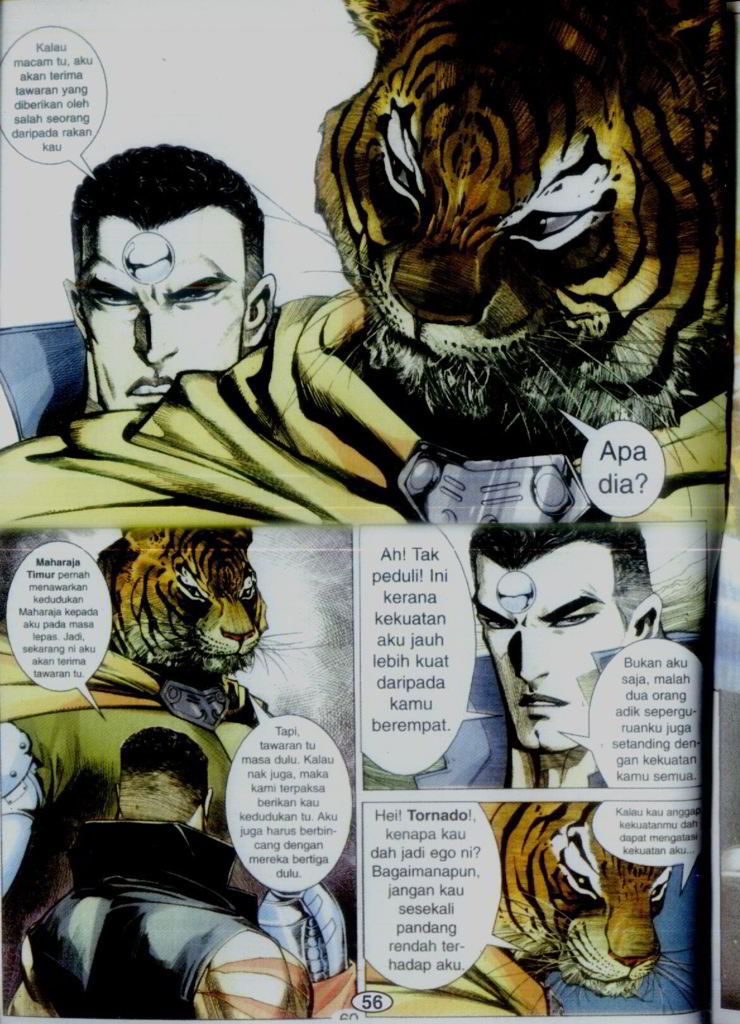 Kalau
macam tu, aku
akan terima
tawaran yang
diberikan oleh
salah seorang
daripada rakan
kau
Apa
dia?
Maharaja
Timur pernah
menawarkan
kedudukan
Maharaja kepada
aku pada masa
lepas. Jadi,
sekarang ni aku
akan terima
tawaran tu.
Tapi,
tawaran tu
masa dulu. Kalau
nak juga, maka
kami terpaksa
berikan kau
kedudukan tu. Aku
juga harus berbin-
cang dengan
mereka bertiga
dulu.
Ah! Tak
peduli! Ini
kerana
kekuatan
aku jauh
lebih kuat
daripada
kamu
berempat.
Bukan aku
saja, malah
dua orang
adik sepergu-
ruanku juga
setanding den-
gan kekuatan
kamu semua.
Hei! Tornado!,
kenapa kau
dah jadi ego ni?
Bagaimanapun,
jangan kau
sesekali
pandang
rendah ter-
hadap aku.
Kalau kau anggap
kekuatanmu dah
dapat mengatasi
kekuatan aku...
56
60